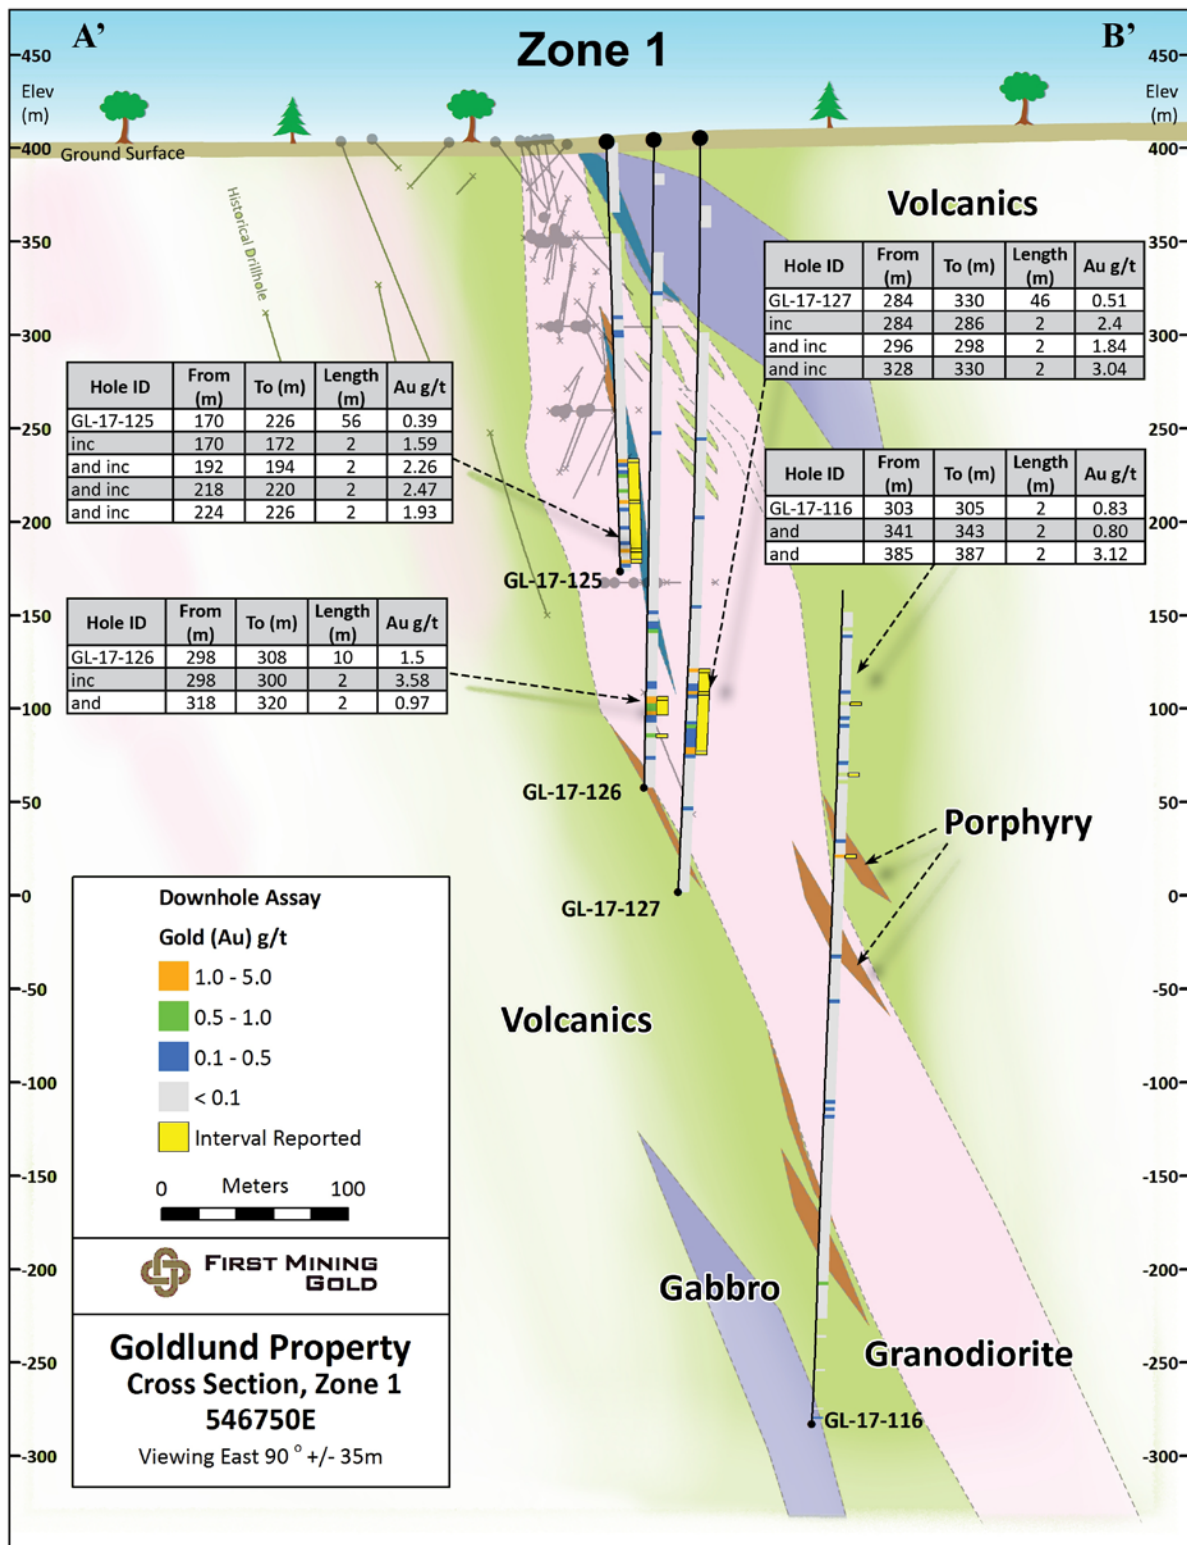 A’
Zone 1
B’
450
450
Elev
(m)
Elev
(m)
400
Ground Surface
400
Volcanics
Historical Drillhole
350
350
300
300
250
250
200
200
150
150
100
100
50
50
0
0
-50
-50
-100
-100
-150
-150
-200
-200
-250
-250
-300
-300
Hole ID From (m) To (m) Length (m) Au g/t
GL-17-127 284 330 46 0.51
inc 284 286 2 2.4
and inc 296 298 2 1.84
and inc 328 330 2 3.04
Hole ID From (m) To (m) Length (m) Au g/t
GL-17-125 170 226 56 0.39
inc 170 172 2 1.59
and inc 192 194 2 2.26
and inc 218 220 2 2.47
and inc 224 226 2 1.93
Hole ID From (m) To (m) Length (m) Au g/t
GL-17-116 303 305 2 0.83
and 341 343 2 0.80
and 385 387 2 3.12
GL-17-125
Hole ID From (m) To (m) Length (m) Au g/t
GL-17-126 298 308 10 1.5
inc 298 300 2 3.58
and 318 320 2 0.97
GL-17-126
Porphyry
GL-17-127
Downhole Assay
Gold (Au) g/t
1.0 - 5.0
0.5 - 1.0
0.1 - 0.5
< 0.1
Interval Reported
0 Meters 100
Volcanics
Gabbro
Granodiorite
GL-17-116
FIRST MINING
GOLD
Goldlund Property
Cross Section, Zone 1
546750E
Viewing East 90 ° +/- 35m